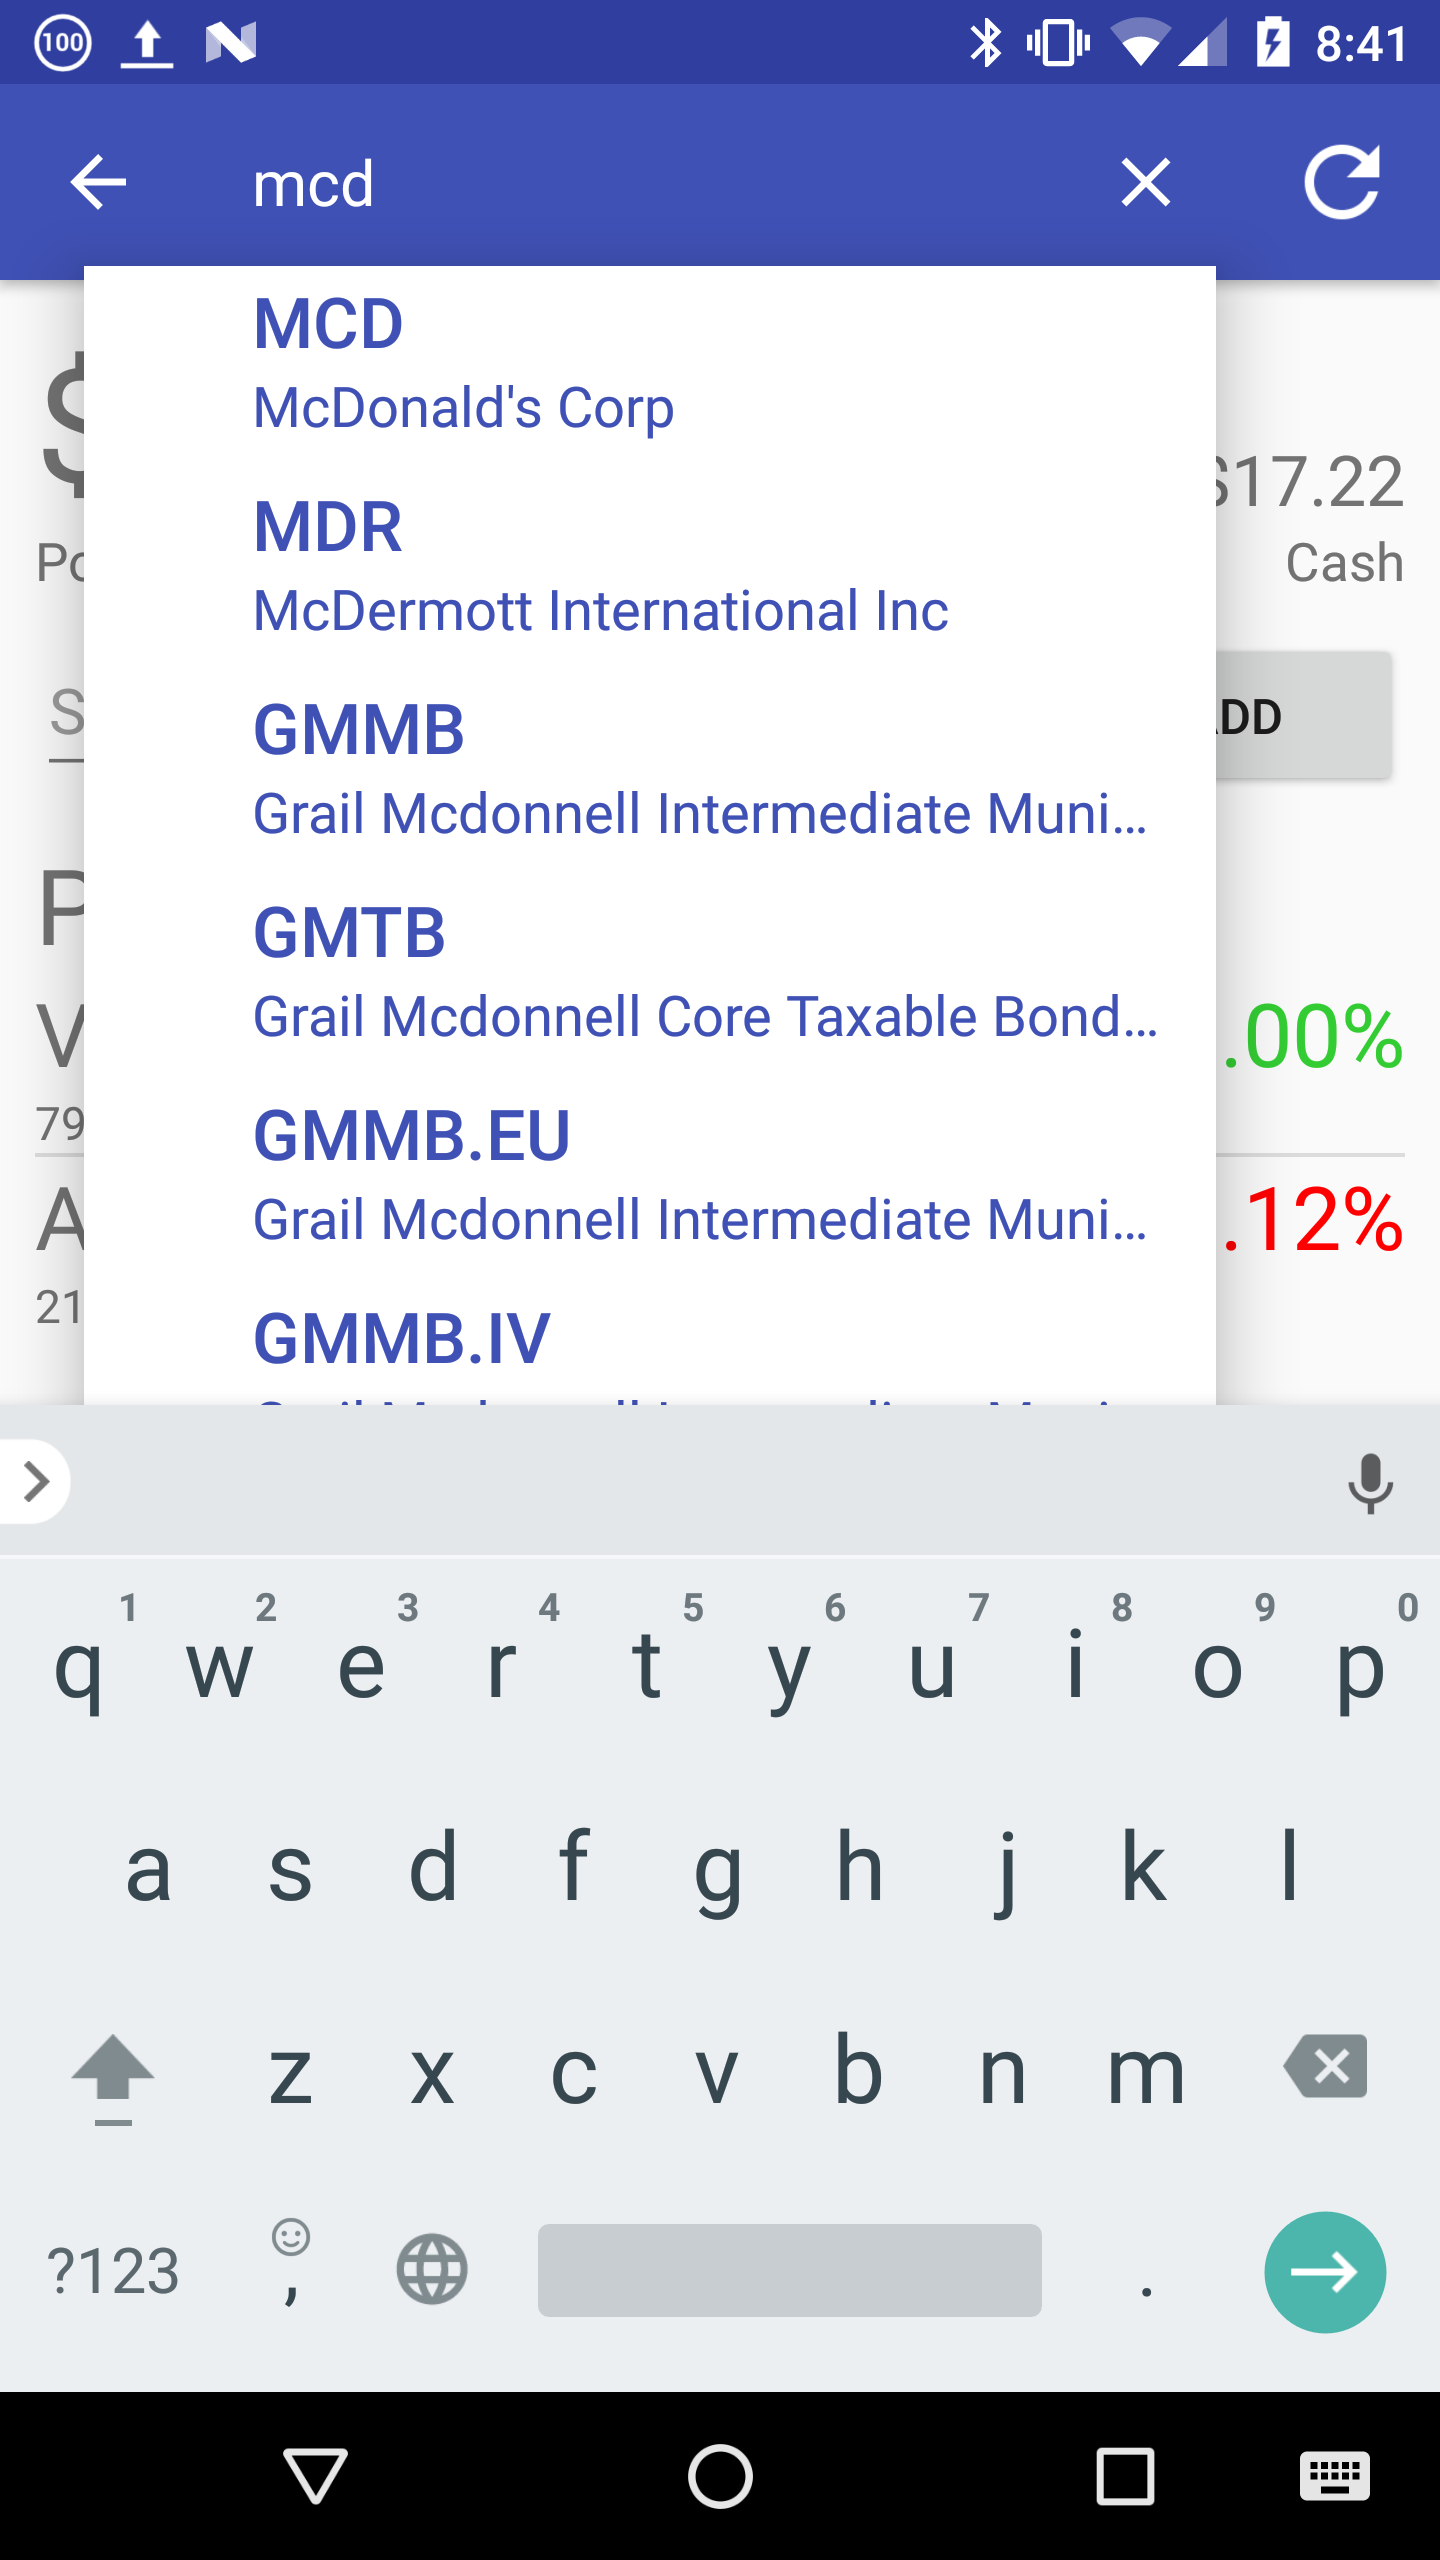 100 8:41
mcd
MCD
McDonald's Corp
$17.22
MDR
Cash
McDermott International Inc
DD
GMMB
Grail Mcdonnell Intermediate Muni...
P
GMTB
Grail Mcdonnell Core Taxable Bond...
V .00%
79
GMMB.EU
Grail Mcdonnell Intermediate Muni...
A .12%
21
GMMB.IV
1 2 3 4 5 6 7 8 9 0
q w e r t y u i o p
a s d f g h j k l
z x c v b n m
?123 , .